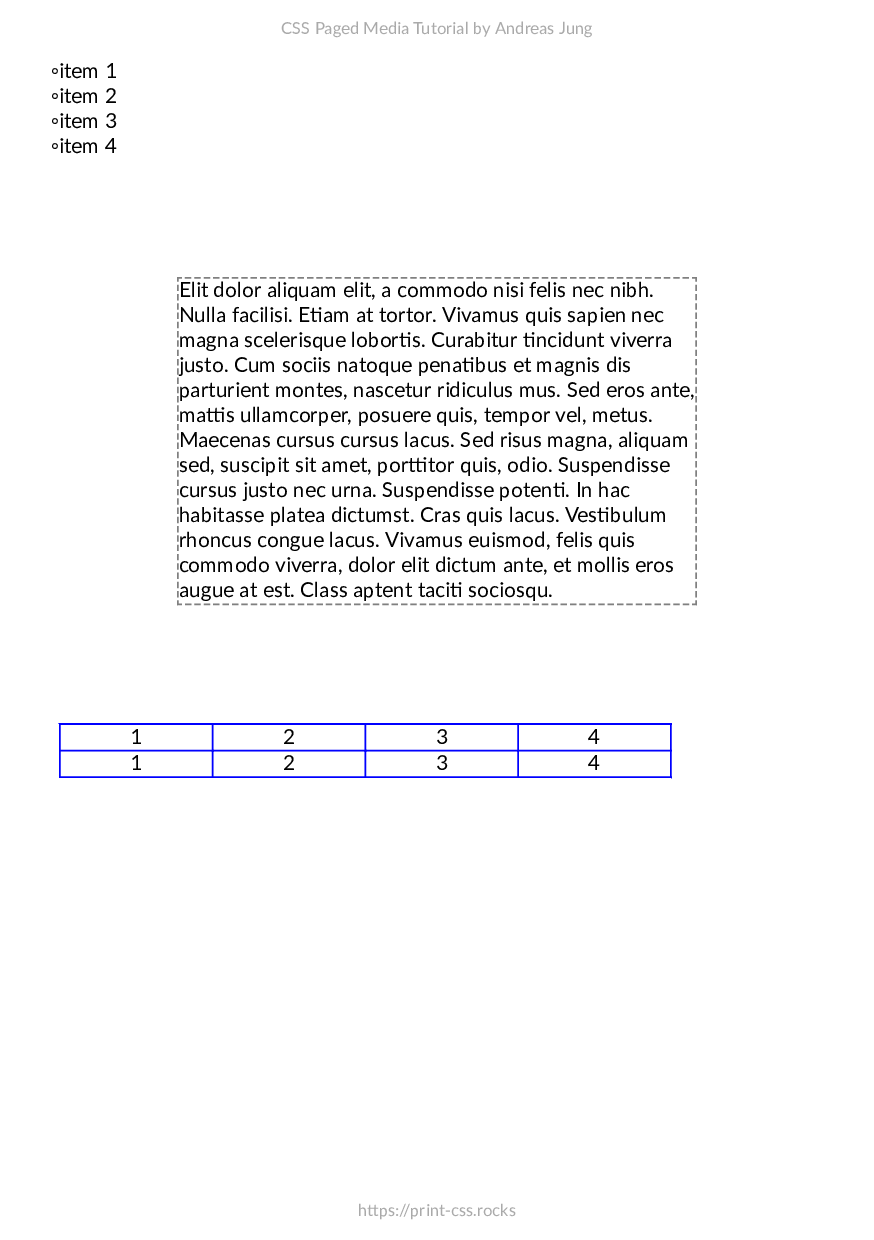 CSS Paged Media Tutorial by Andreas Jung
◦item 1
◦item 2
◦item 3
◦item 4
Elit dolor aliquam elit, a commodo nisi felis nec nibh.
Nulla facilisi. Etiam at tortor. Vivamus quis sapien nec
magna scelerisque lobortis. Curabitur tincidunt viverra
justo. Cum sociis natoque penatibus et magnis dis
parturient montes, nascetur ridiculus mus. Sed eros ante,
mattis ullamcorper, posuere quis, tempor vel, metus.
Maecenas cursus cursus lacus. Sed risus magna, aliquam
sed, suscipit sit amet, porttitor quis, odio. Suspendisse
cursus justo nec urna. Suspendisse potenti. In hac
habitasse platea dictumst. Cras quis lacus. Vestibulum
rhoncus congue lacus. Vivamus euismod, felis quis
commodo viverra, dolor elit dictum ante, et mollis eros
augue at est. Class aptent taciti sociosqu.
1 2 3 4
1 2 3 4
https://print-css.rocks